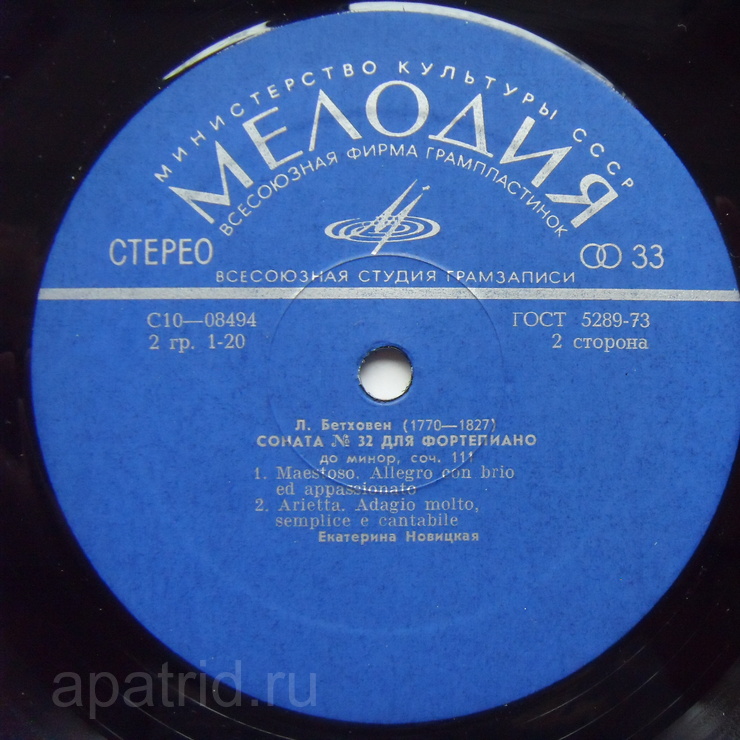 МИНИСТЕРСТВО КУЛЬТУРЫ СССР
МЕЛОДИЯ
ВСЕСОЮЗНАЯ ФИРМА ГРАМПЛАСТИНОК
СТЕРЕО
33
ВСЕСОЮЗНАЯ СТУДИЯ ГРАМЗАПИСИ
С10—08494
ГОСТ 5289-73
2 гр. 1-20
2 сторона
Л. Бетховен (1770—1827)
СОНАТА № 32 ДЛЯ ФОРТЕПИАНО
до минор, соч. 111
1. Maestoso. Allegro con brio
ed appassionato
2. Arietta. Adagio molto,
semplice e cantabile
Екатерина Новицкая
apatrid.ru